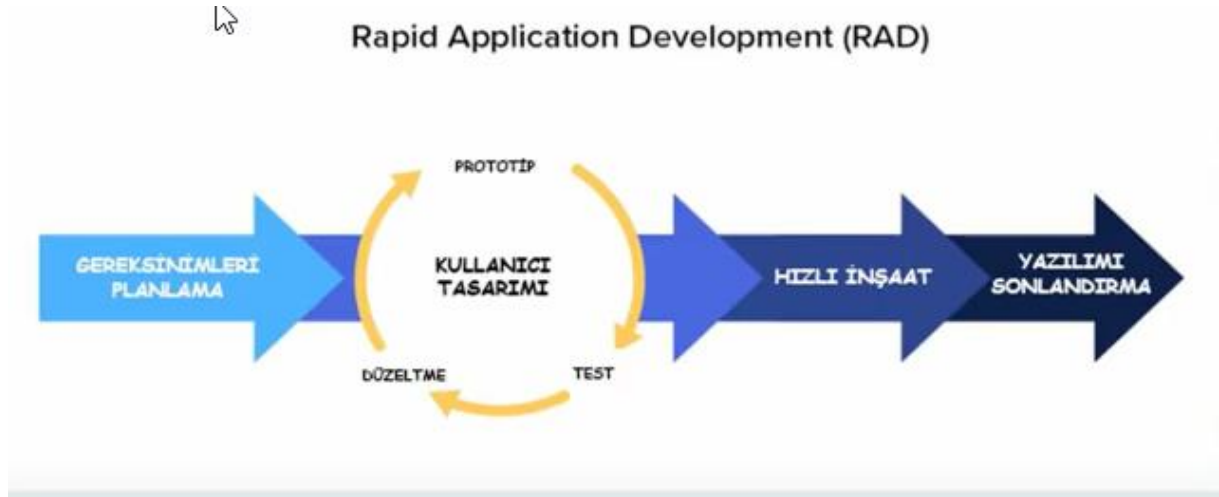 Rapid Application Development (RAD)
PROTOTİP
GEREKSİNİMLERİ
PLANLAMA
KULLANICI
TASARIMI
DÜZELTME
TEST
HIZLI İNŞAAT
YAZILIMI
SONLANDIRMA